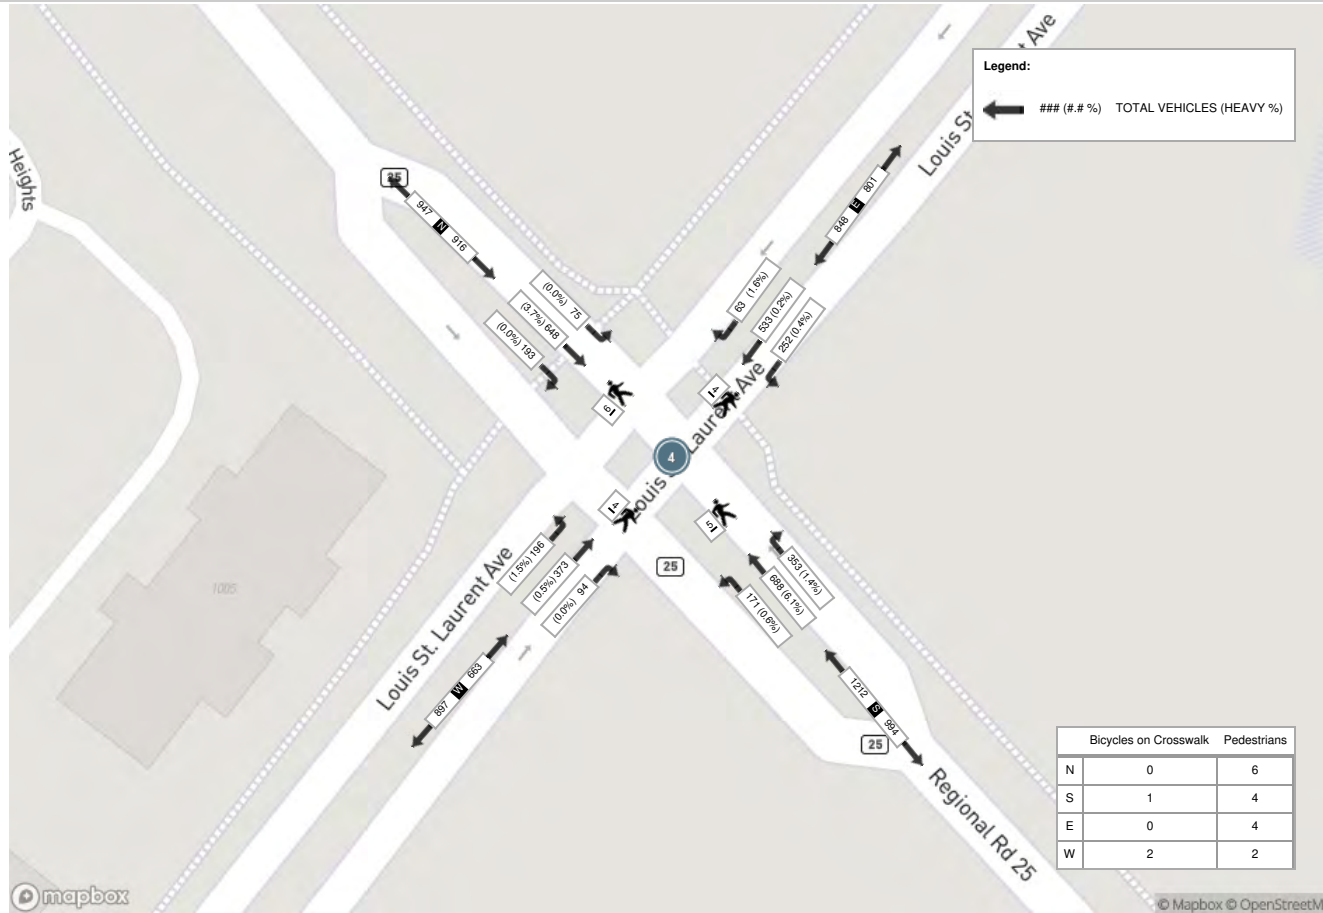 Legend:
### (#.# %) TOTAL VEHICLES (HEAVY %)
Louis St. Laurent Ave
Heights
25
947 N 916
848 E 801
(0.0%) 75
(3.7%) 648
(0.0%) 193
63 (1.6%)
533 (0.2%)
252 (0.4%)
6
4
4
Louis St. Laurent Ave
4
5
25
1005
Louis St. Laurent Ave
(1.5%) 196
(0.5%) 373
(0.0%) 94
353 (1.4%)
688 (6.1%)
171 (0.6%)
897 W 663
1212 S 994
25
Regional Rd 25
Bicycles on Crosswalk Pedestrians
N 0 6
S 1 4
E 0 4
W 2 2
mapbox
© Mapbox © OpenStreetM